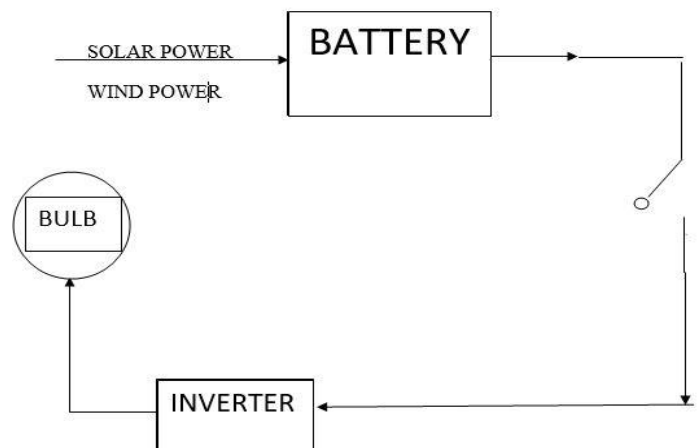 SOLAR POWER
WIND POWER
BATTERY
BULB
INVERTER